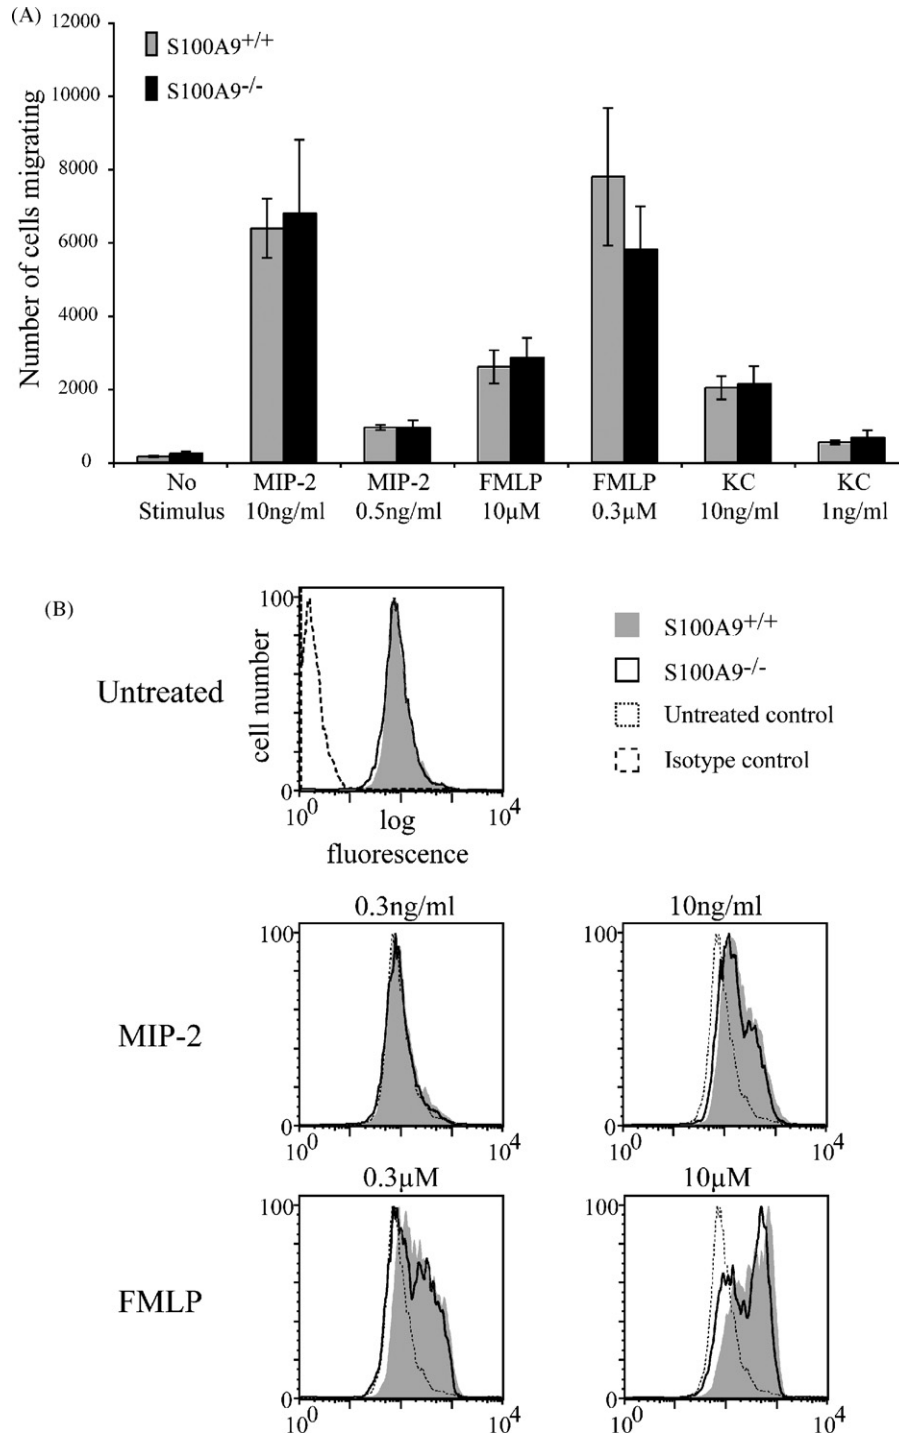 (A)
12000
10000
8000
6000
4000
2000
0
Number of cells migrating
S100A9+/+
S100A9-/-
No Stimulus
MIP-2 10ng/ml
MIP-2 0.5ng/ml
FMLP 10µM
FMLP 0.3µM
KC 10ng/ml
KC 1ng/ml
(B)
Untreated
100
0
cell number
10^0
10^4
log
fluorescence
S100A9+/+
S100A9-/-
Untreated control
Isotype control
MIP-2
0.3ng/ml
100
0
10^0
10^4
10ng/ml
100
0
10^0
10^4
FMLP
0.3µM
100
0
10^0
10^4
10µM
100
0
10^0
10^4